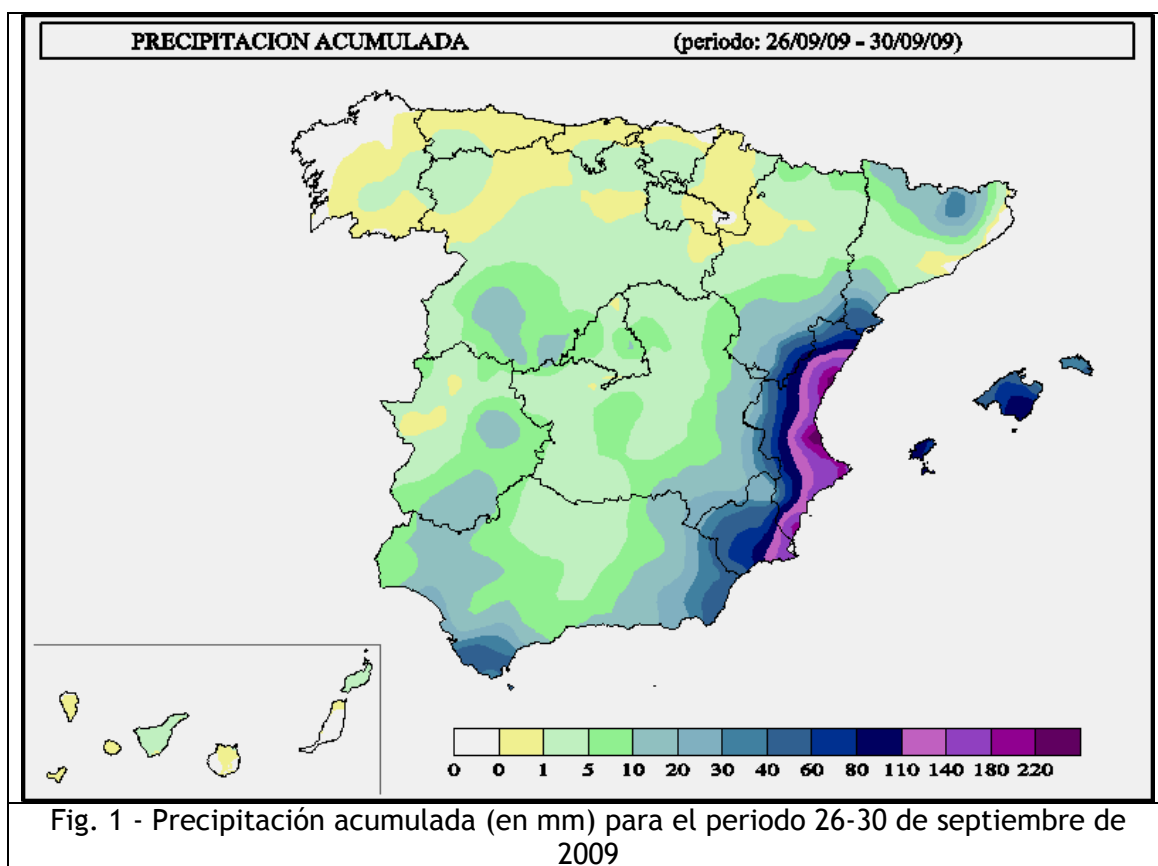 PRECIPITACION ACUMULADA (periodo: 26/09/09 - 30/09/09)
0 0 1 5 10 20 30 40 60 80 110 140 180 220
Fig. 1 - Precipitación acumulada (en mm) para el periodo 26-30 de septiembre de
2009